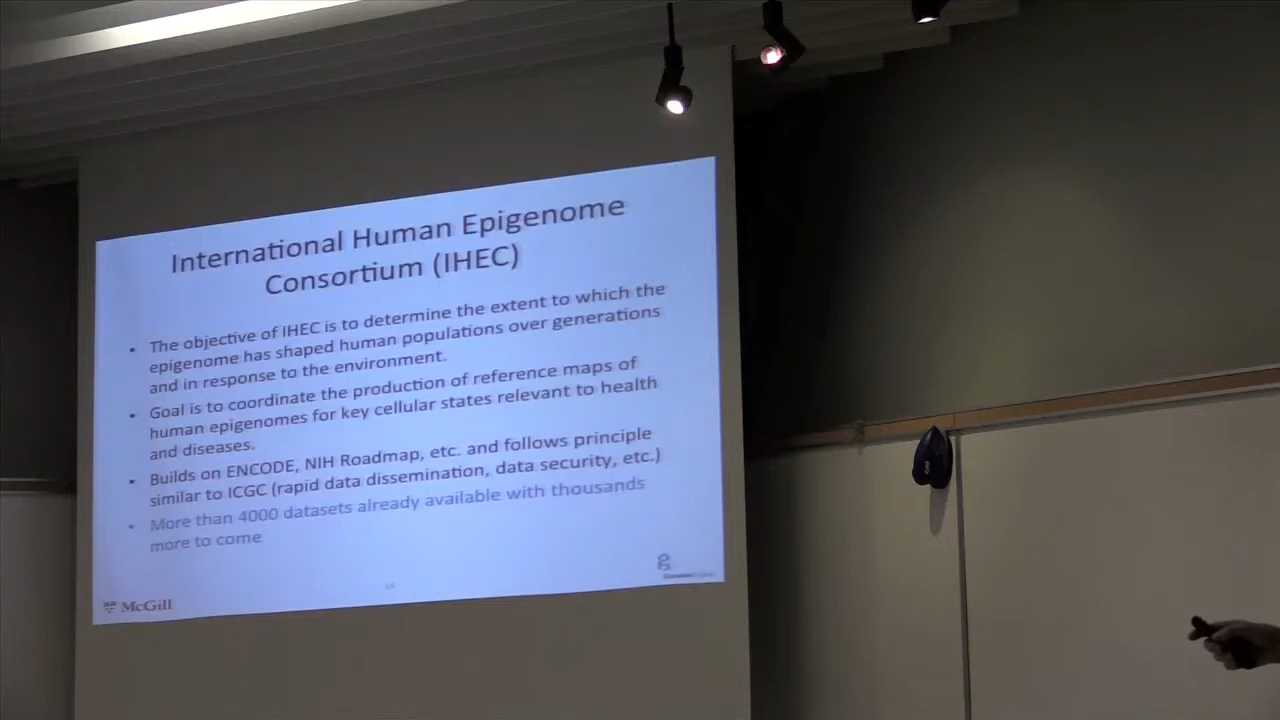 International Human Epigenome
Consortium (IHEC)
• The objective of IHEC is to determine the extent to which the
epigenome has shaped human populations over generations
and in response to the environment.
• Goal is to coordinate the production of reference maps of
human epigenomes for key cellular states relevant to health
and diseases.
• Builds on ENCODE, NIH Roadmap, etc. and follows principle
similar to ICGC (rapid data dissemination, data security, etc.)
• More than 4000 datasets already available with thousands
more to come
McGill